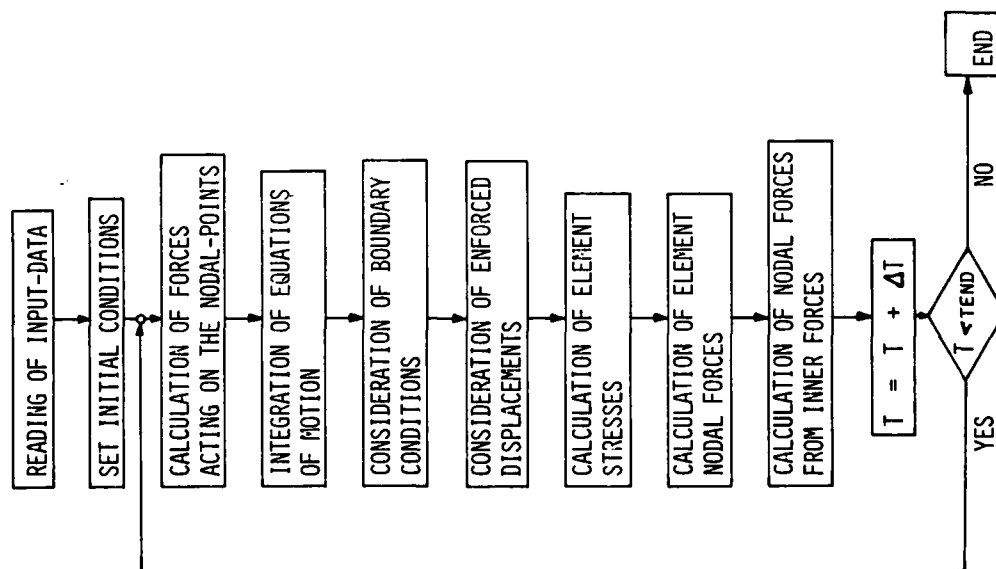 READING OF INPUT-DATA
SET INITIAL CONDITIONS
CALCULATION OF FORCES
ACTING ON THE NODAL-POINTS
INTEGRATION OF EQUATIONS
OF MOTION
CONSIDERATION OF BOUNDARY
CONDITIONS
CONSIDERATION OF ENFORCED
DISPLACEMENTS
CALCULATION OF ELEMENT
STRESSES
CALCULATION OF ELEMENT
NODAL FORCES
CALCULATION OF NODAL FORCES
FROM INNER FORCES
T = T + ΔT
T < TEND
YES
NO
END